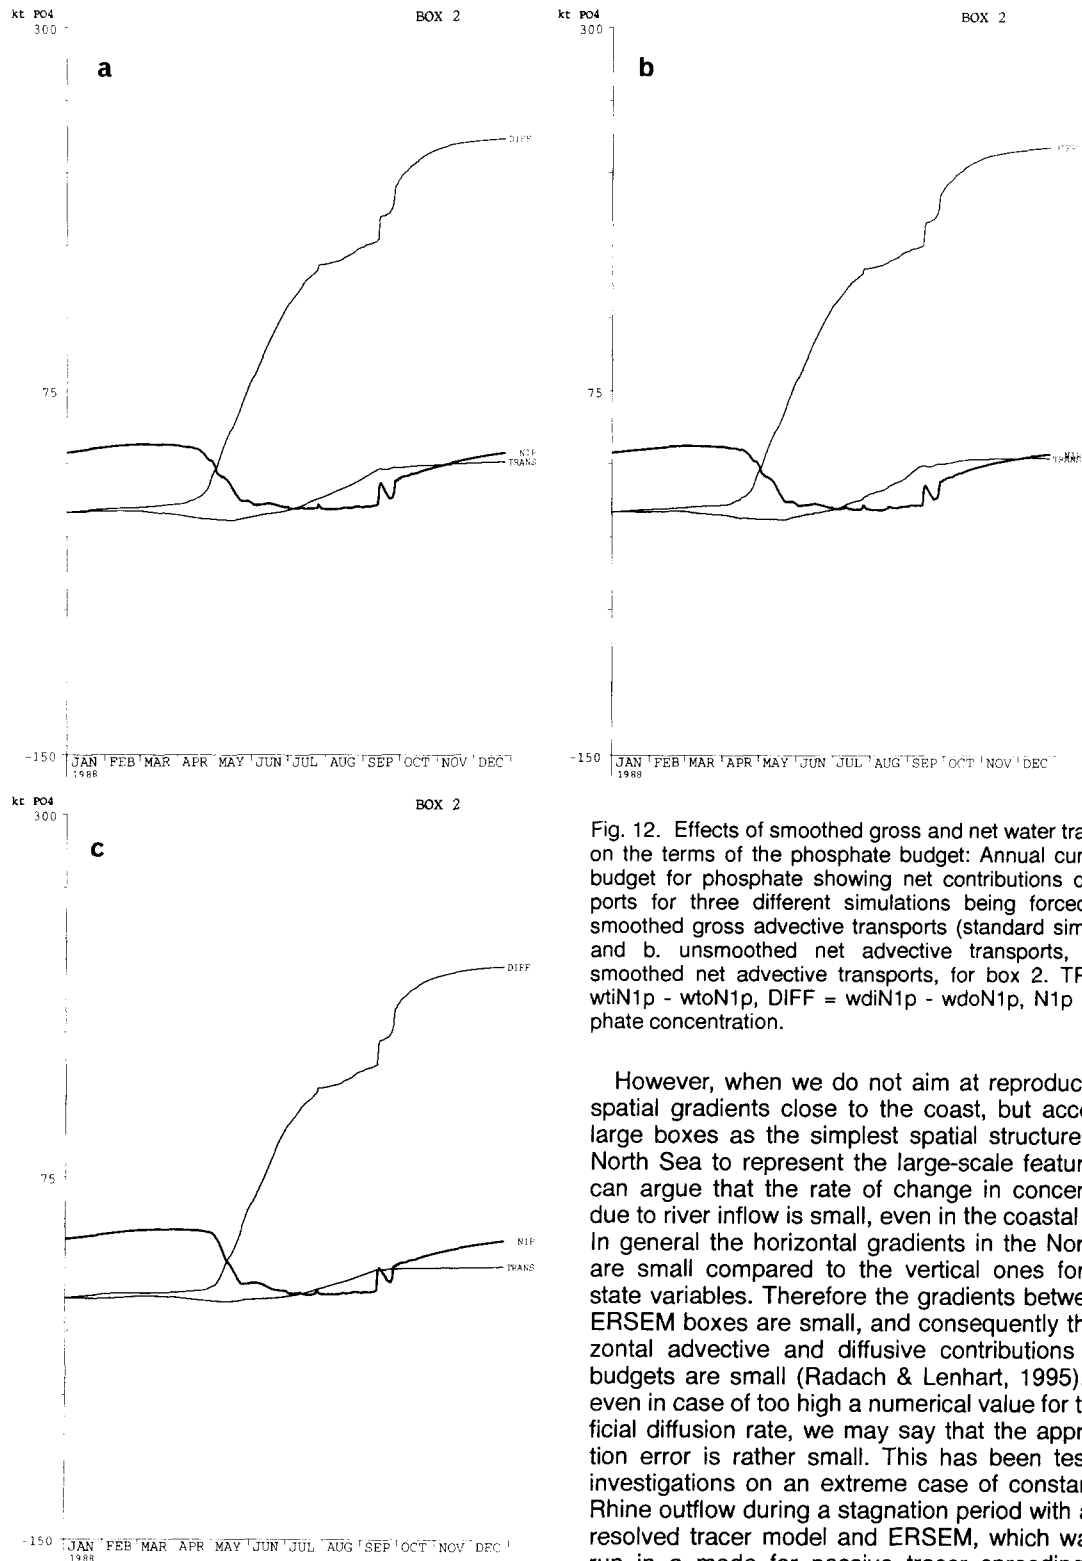 kt PO4
BOX 2
300
a
DIFF
75
N1P
TRANS
-150
JAN FEB MAR APR MAY JUN JUL AUG SEP OCT NOV DEC
1988
kt PO4
BOX 2
300
b
75
-150
JAN FEB MAR APR MAY JUN JUL AUG SEP OCT NOV DEC
1988
kt PO4
BOX 2
300
c
DIFF
75
N1P
TRANS
-150
JAN FEB MAR APR MAY JUN JUL AUG SEP OCT NOV DEC
1988
Fig. 12. Effects of smoothed gross and net water tra
on the terms of the phosphate budget: Annual cur
budget for phosphate showing net contributions o
ports for three different simulations being forced
smoothed gross advective transports (standard sim
and b. unsmoothed net advective transports,
smoothed net advective transports, for box 2. TF
wtiN1p - wtoN1p, DIFF = wdiN1p - wdoN1p, N1p
phate concentration.
However, when we do not aim at reproduc
spatial gradients close to the coast, but acc
large boxes as the simplest spatial structure
North Sea to represent the large-scale featur
can argue that the rate of change in concer
due to river inflow is small, even in the coastal
In general the horizontal gradients in the Nor
are small compared to the vertical ones for
state variables. Therefore the gradients betwe
ERSEM boxes are small, and consequently th
zontal advective and diffusive contributions
budgets are small (Radach & Lenhart, 1995)
even in case of too high a numerical value for t
ficial diffusion rate, we may say that the appr
tion error is rather small. This has been tes
investigations on an extreme case of constar
Rhine outflow during a stagnation period with a
resolved tracer model and ERSEM, which wa
run in a mode for passive tracer spreadin